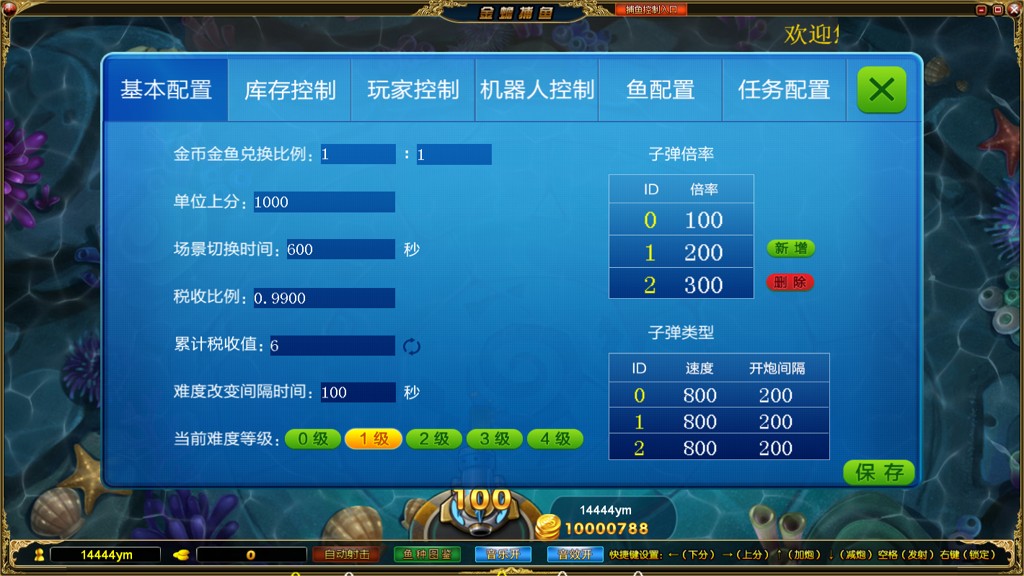 金蟾捕鱼
捕鱼控制入口
欢迎
基本配置 库存控制 玩家控制 机器人控制 鱼配置 任务配置
金币金鱼兑换比例: 1 : 1
单位上分: 1000
场景切换时间: 600 秒
税收比例: 0.9900
累计税收值: 6
难度改变间隔时间: 100 秒
当前难度等级: 0级 1级 2级 3级 4级
子弹倍率
ID 倍率
0 100
1 200
2 300
新增
删除
子弹类型
ID 速度 开炮间隔
0 800 200
1 800 200
2 800 200
保存
100
14444ym
10000788
14444ym 0 自动射击 鱼种图鉴 音乐开 音效开 快捷键设置: ←(下分) →(上分) ↑(加炮) ↓(减炮) 空格(发射) 右键(锁定)